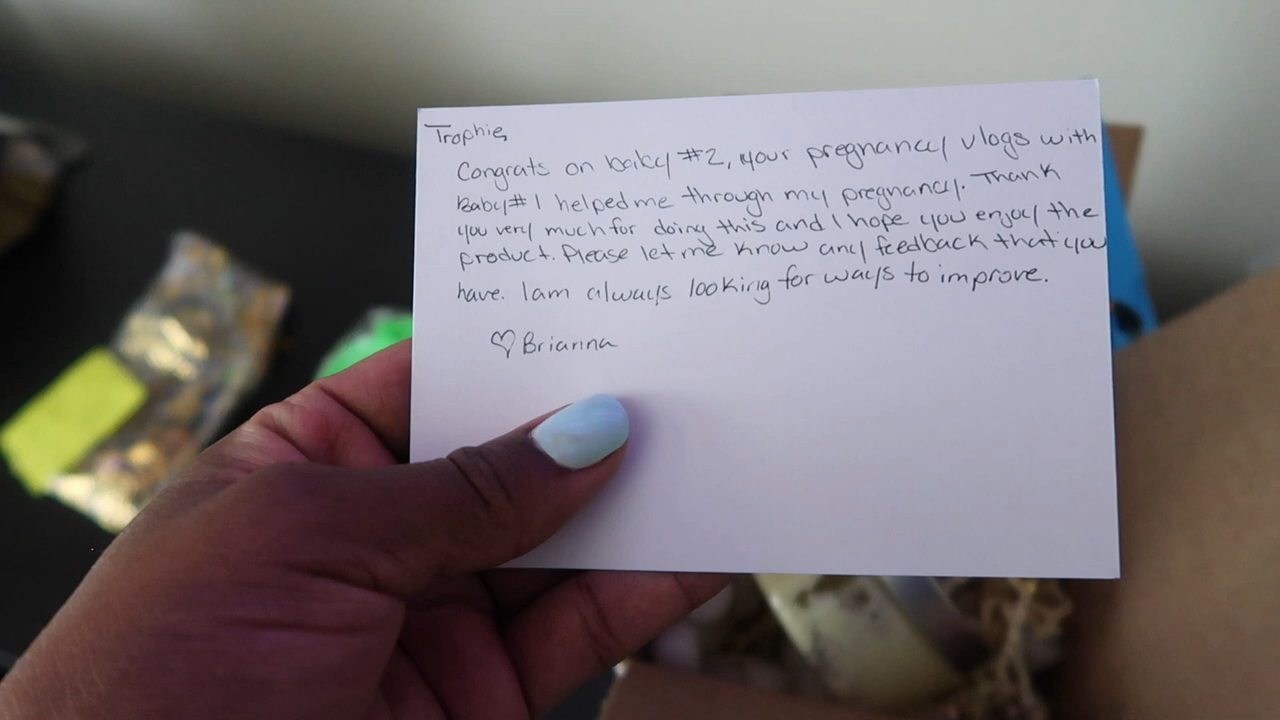 Trophie,
Congrats on baby #2, your pregnancy vlogs with
Baby#1 helped me through my pregnancy. Thank
you very much for doing this and I hope you enjoy the
product. Please let me know any feedback that you
have. I am always looking for ways to improve.
♡ Brianna